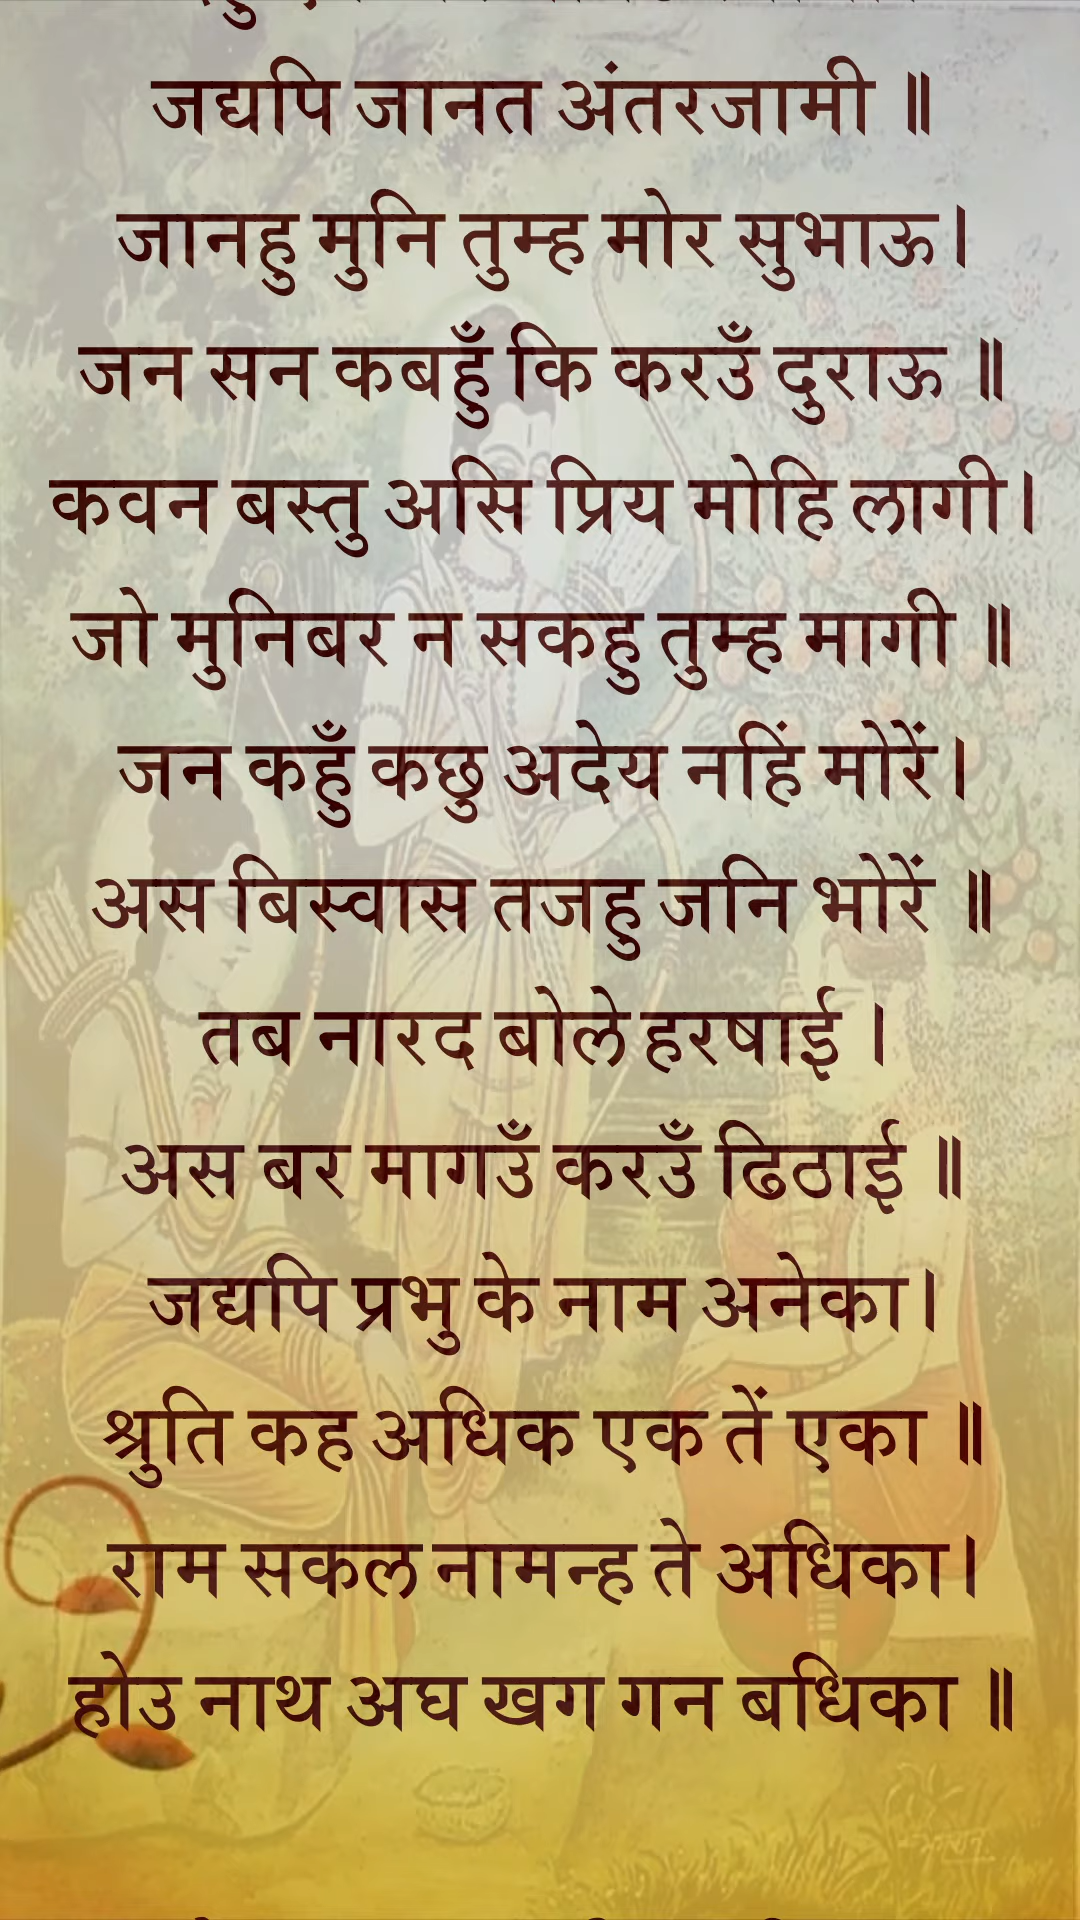 जद्यपि जानत अंतरजामी ॥
जानहु मुनि तुम्ह मोर सुभाऊ।
जन सन कबहुँ कि करउँ दुराऊ ॥
कवन बस्तु असि प्रिय मोहि लागी।
जो मुनिबर न सकहु तुम्ह मागी ॥
जन कहुँ कछु अदेय नहिं मोरें।
अस बिस्वास तजहु जनि भोरें ॥
तब नारद बोले हरषाई ।
अस बर मागउँ करउँ ढिठाई ॥
जद्यपि प्रभु के नाम अनेका।
श्रुति कह अधिक एक तें एका ॥
राम सकल नामन्ह ते अधिका।
होउ नाथ अघ खग गन बधिका ॥